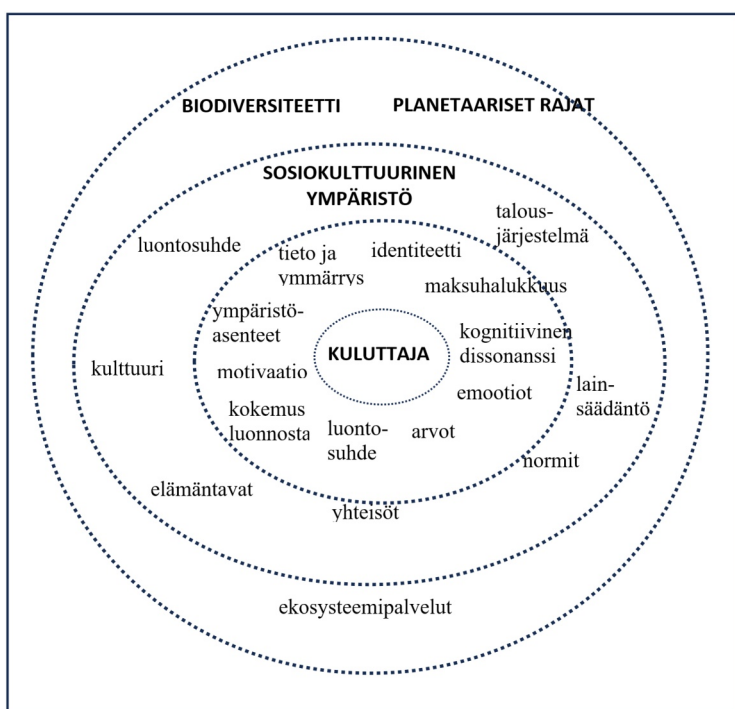 BIODIVERSITEETTI
PLANETAARISET RAJAT
SOSIOKULTTUURINEN
YMPÄRISTÖ
talous-
järjestelmä
luontosuhde
tieto ja
ymmärrys
identiteetti
maksuhalukkuus
ympäristö-
asenteet
KULUTTAJA
kognitiivinen
dissonanssi
kulttuuri
motivaatio
emootiot
lain-
säädäntö
kokemus
luonnosta
luonto-
suhde
arvot
normit
elämäntavat
yhteisöt
ekosysteemipalvelut